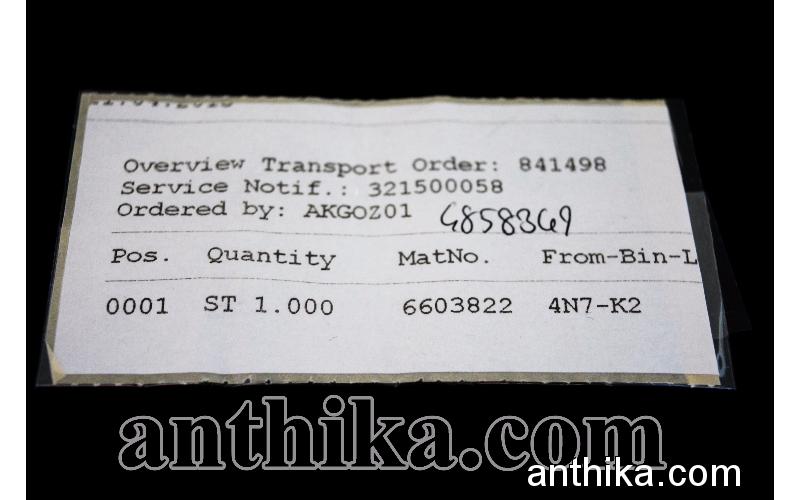 Overview Transport Order: 841498
Service Notif.: 321500058
Ordered by: AKGOZ01 4858369
Pos. Quantity MatNo. From-Bin-L
0001 ST 1.000 6603822 4N7-K2
anthika.com
anthika.com